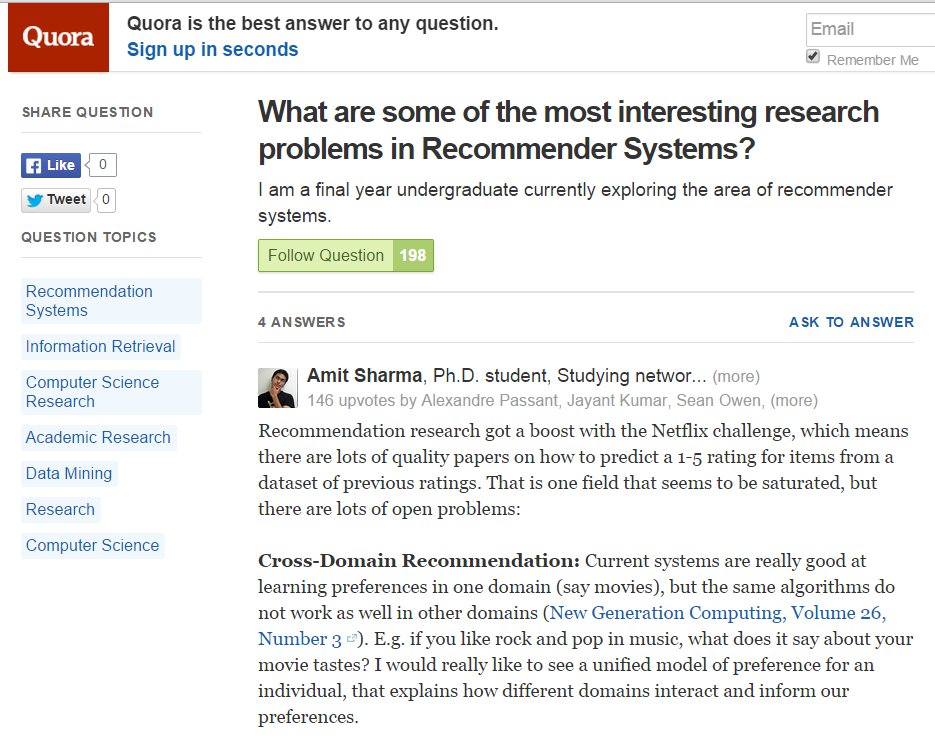 Quora
Quora is the best answer to any question.
Sign up in seconds
Email
Remember Me
SHARE QUESTION
Like
0
Tweet
0
QUESTION TOPICS
Recommendation
Systems
Information Retrieval
Computer Science
Research
Academic Research
Data Mining
Research
Computer Science
What are some of the most interesting research
problems in Recommender Systems?
I am a final year undergraduate currently exploring the area of recommender
systems.
Follow Question 198
4 ANSWERS
ASK TO ANSWER
Amit Sharma, Ph.D. student, Studying networ... (more)
146 upvotes by Alexandre Passant, Jayant Kumar, Sean Owen, (more)
Recommendation research got a boost with the Netflix challenge, which means
there are lots of quality papers on how to predict a 1-5 rating for items from a
dataset of previous ratings. That is one field that seems to be saturated, but
there are lots of open problems:
Cross-Domain Recommendation: Current systems are really good at
learning preferences in one domain (say movies), but the same algorithms do
not work as well in other domains (New Generation Computing, Volume 26,
Number 3). E.g. if you like rock and pop in music, what does it say about your
movie tastes? I would really like to see a unified model of preference for an
individual, that explains how different domains interact and inform our
preferences.